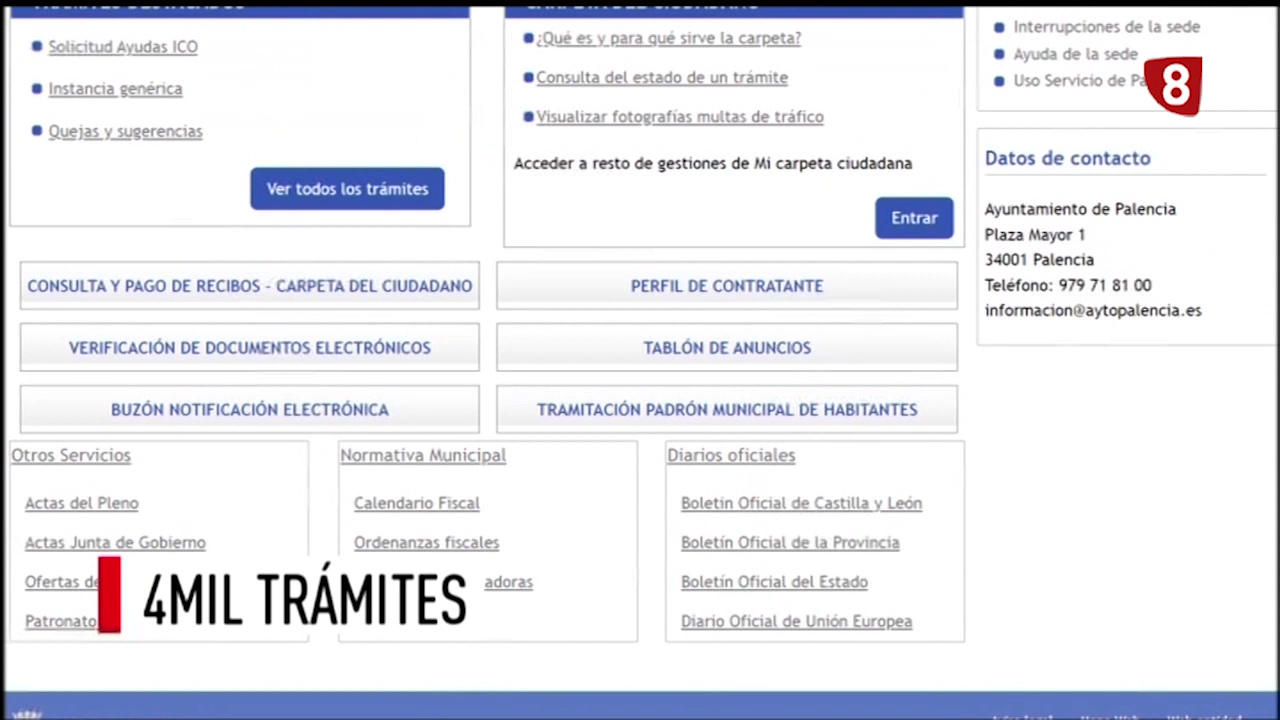 TRÁMITES DESTACADOS
Solicitud Ayudas ICO
Instancia genérica
Quejas y sugerencias
Ver todos los trámites
CARPETA DEL CIUDADANO
¿Qué es y para qué sirve la carpeta?
Consulta del estado de un trámite
Visualizar fotografías multas de tráfico
Acceder a resto de gestiones de Mi carpeta ciudadana
Entrar
Interrupciones de la sede
Ayuda de la sede
Uso Servicio de
8
Datos de contacto
Ayuntamiento de Palencia
Plaza Mayor 1
34001 Palencia
Teléfono: 979 71 81 00
informacion@aytopalencia.es
CONSULTA Y PAGO DE RECIBOS - CARPETA DEL CIUDADANO
PERFIL DE CONTRATANTE
VERIFICACIÓN DE DOCUMENTOS ELECTRÓNICOS
TABLÓN DE ANUNCIOS
BUZÓN NOTIFICACIÓN ELECTRÓNICA
TRAMITACIÓN PADRÓN MUNICIPAL DE HABITANTES
Otros Servicios
Actas del Pleno
Actas Junta de Gobierno
Ofertas
Patronato
Normativa Municipal
Calendario Fiscal
Ordenanzas fiscales
adoras
Diarios oficiales
Boletin Oficial de Castilla y León
Boletín Oficial de la Provincia
Boletín Oficial del Estado
Diario Oficial de Unión Europea
4MIL TRÁMITES